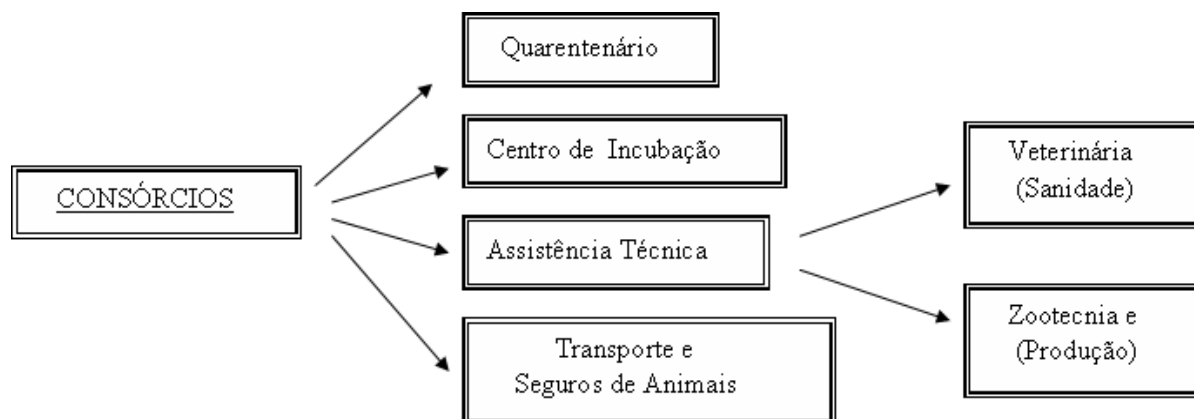 CONSÓRCIOS
Quarentenário
Centro de Incubação
Assistência Técnica
Transporte e
Seguros de Animais
Veterinária
(Sanidade)
Zootecnia e
(Produção)